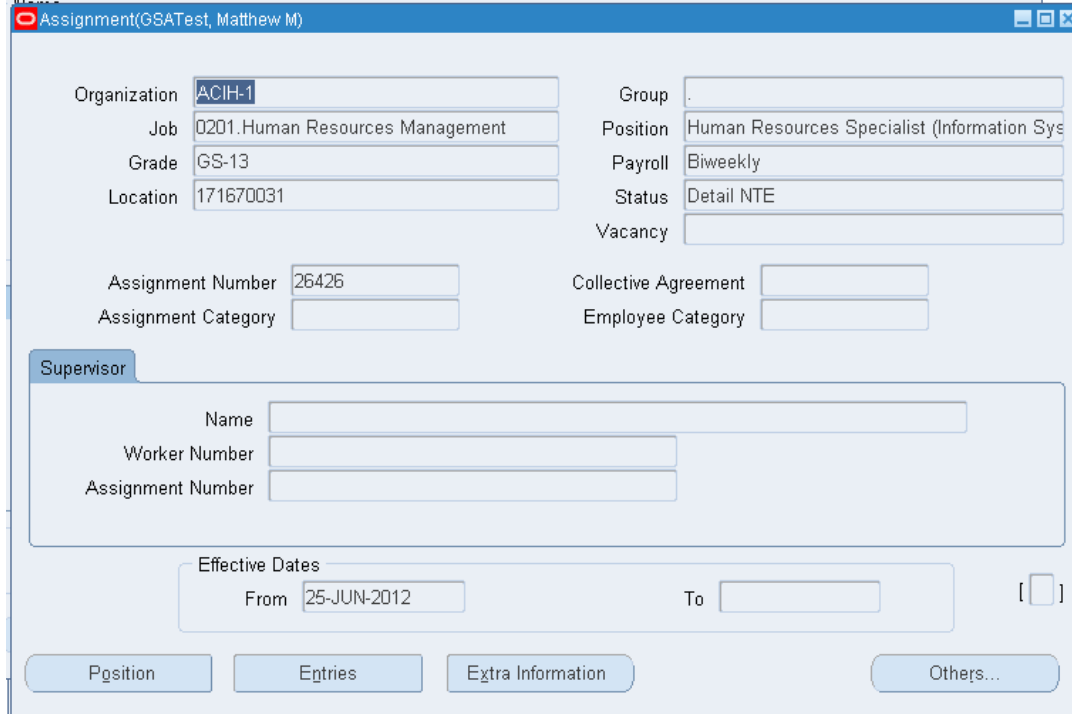 Assignment(GSATest, Matthew M)
Organization ACIH-1 Group .
Job 0201.Human Resources Management Position Human Resources Specialist (Information Sys
Grade GS-13 Payroll Biweekly
Location 171670031 Status Detail NTE
Vacancy
Assignment Number 26426 Collective Agreement
Assignment Category Employee Category
Supervisor
Name
Worker Number
Assignment Number
Effective Dates
From 25-JUN-2012 To [ ]
Position Entries Extra Information Others...